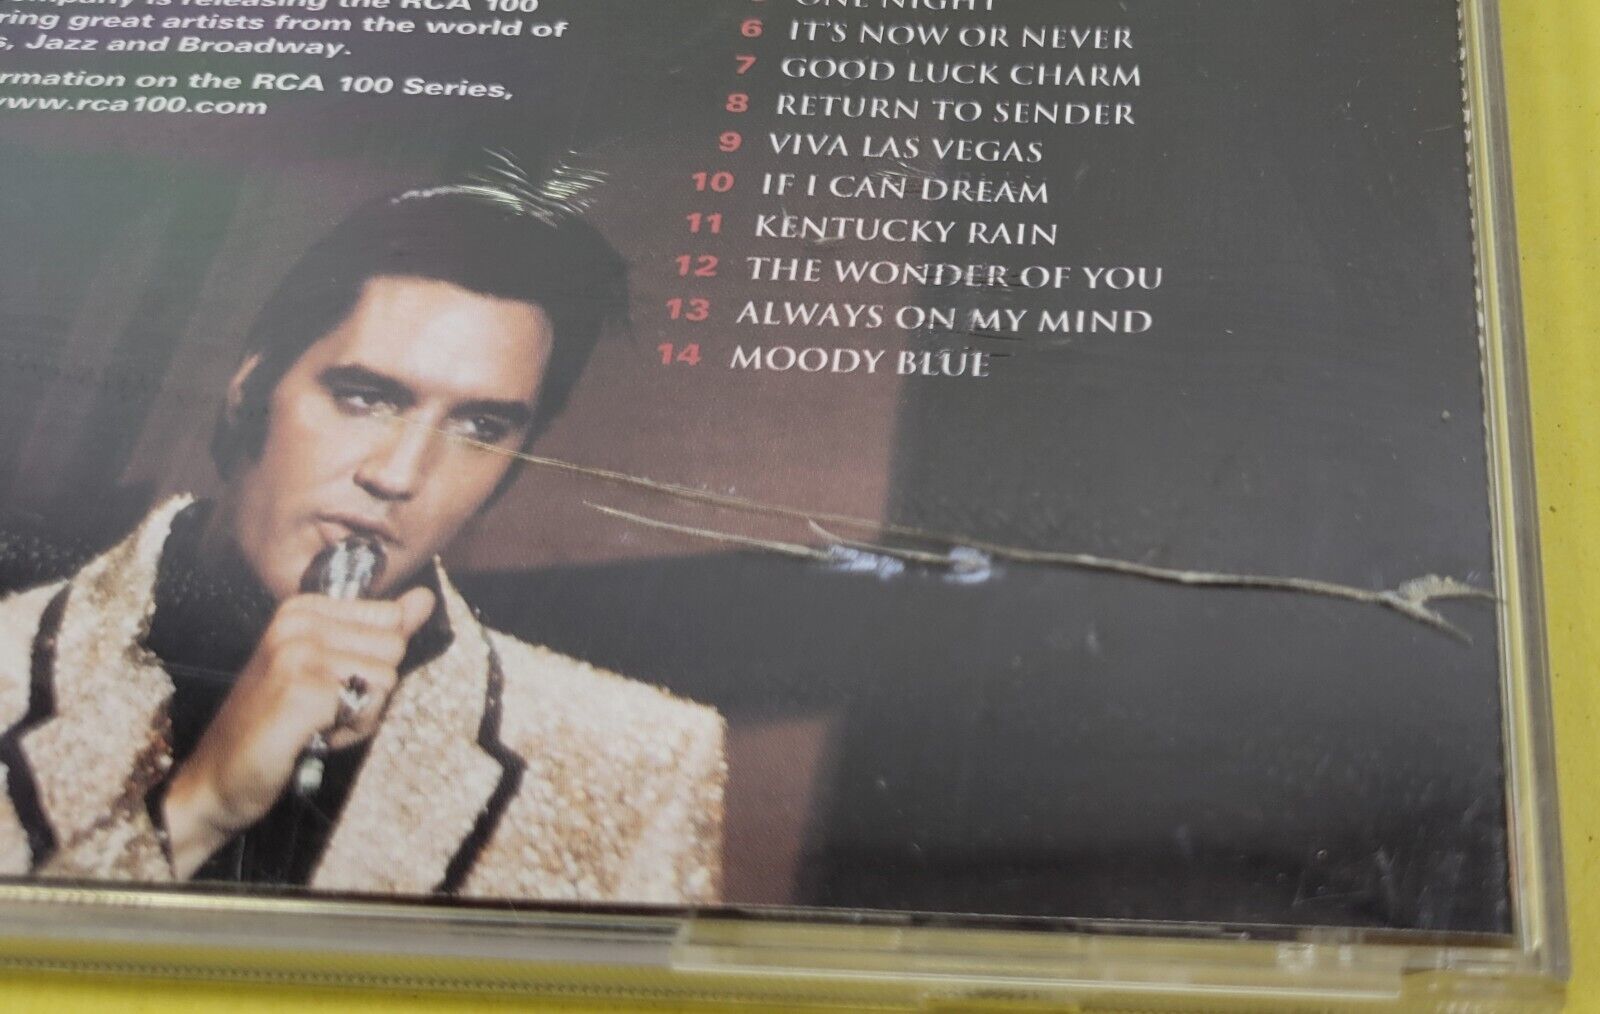 is releasing the RCA 100
ring great artists from the world of
Jazz and Broadway.
rmation on the RCA 100 Series,
www.rca100.com
ONE NIGHT
6 IT'S NOW OR NEVER
7 GOOD LUCK CHARM
8 RETURN TO SENDER
9 VIVA LAS VEGAS
10 IF I CAN DREAM
11 KENTUCKY RAIN
12 THE WONDER OF YOU
13 ALWAYS ON MY MIND
14 MOODY BLUE